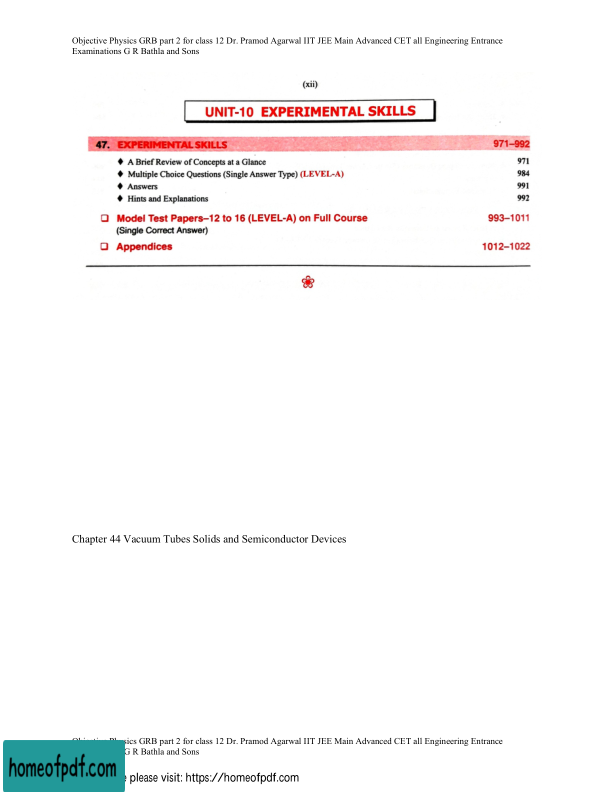 Objective Physics GRB part 2 for class 12 Dr. Pramod Agarwal IIT JEE Main Advanced CET all Engineering Entrance
Examinations G R Bathla and Sons
(xii)
UNIT-10 EXPERIMENTAL SKILLS
47. EXPERIMENTAL SKILLS 971–992
♦ A Brief Review of Concepts at a Glance 971
♦ Multiple Choice Questions (Single Answer Type) (LEVEL-A) 984
♦ Answers 991
♦ Hints and Explanations 992
❑ Model Test Papers–12 to 16 (LEVEL-A) on Full Course 993–1011
(Single Correct Answer)
❑ Appendices 1012–1022
Chapter 44 Vacuum Tubes Solids and Semiconductor Devices
Physics GRB part 2 for class 12 Dr. Pramod Agarwal IIT JEE Main Advanced CET all Engineering Entrance
G R Bathla and Sons
homeofpdf.com
please visit: https://homeofpdf.com